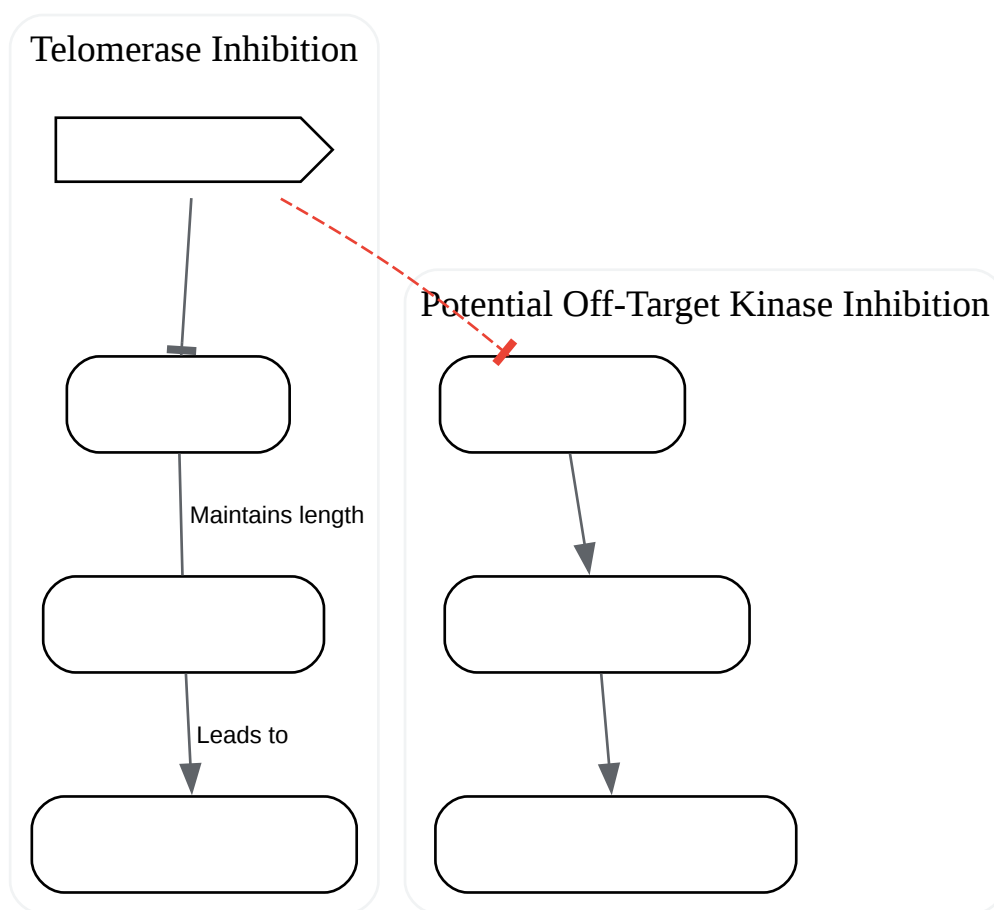 Telomerase Inhibition
Potential Off-Target Kinase Inhibition
Maintains length
Leads to